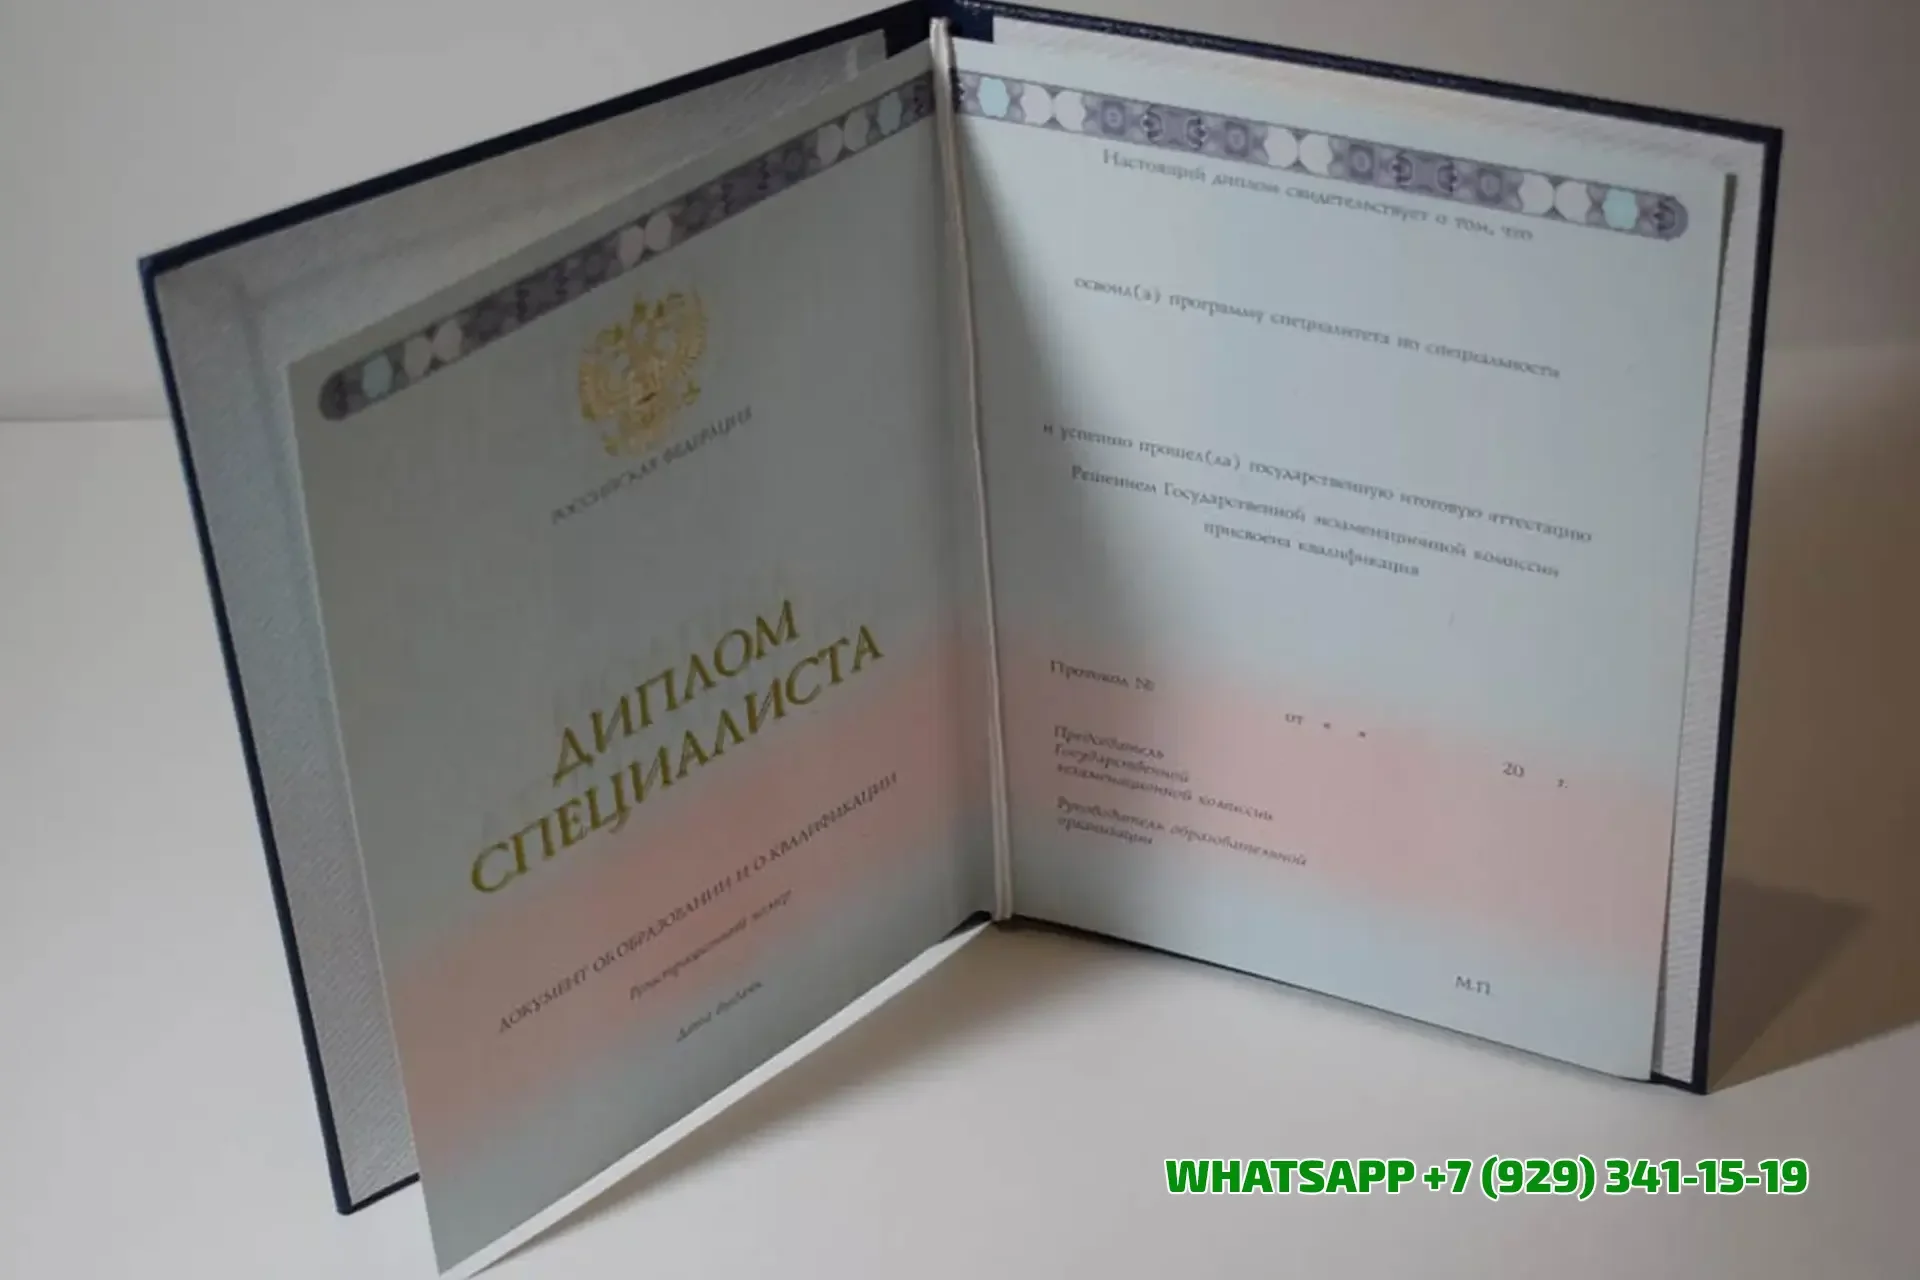 РОССИЙСКАЯ ФЕДЕРАЦИЯ
ДИПЛОМ
СПЕЦИАЛИСТА
ДОКУМЕНТ ОБ ОБРАЗОВАНИИ И О КВАЛИФИКАЦИИ
Регистрационный номер
Дата выдачи
Настоящий диплом свидетельствует о том, что
освоил(а) программу специалитета по специальности
и успешно прошел(ла) государственную итоговую аттестацию
Решением Государственной экзаменационной комиссии
присвоена квалификация
Протокол №
от « »
20 г.
Председатель
Государственной
экзаменационной комиссии
Руководитель образовательной
организации
М.П.
WHATSAPP +7 (929) 341-15-19